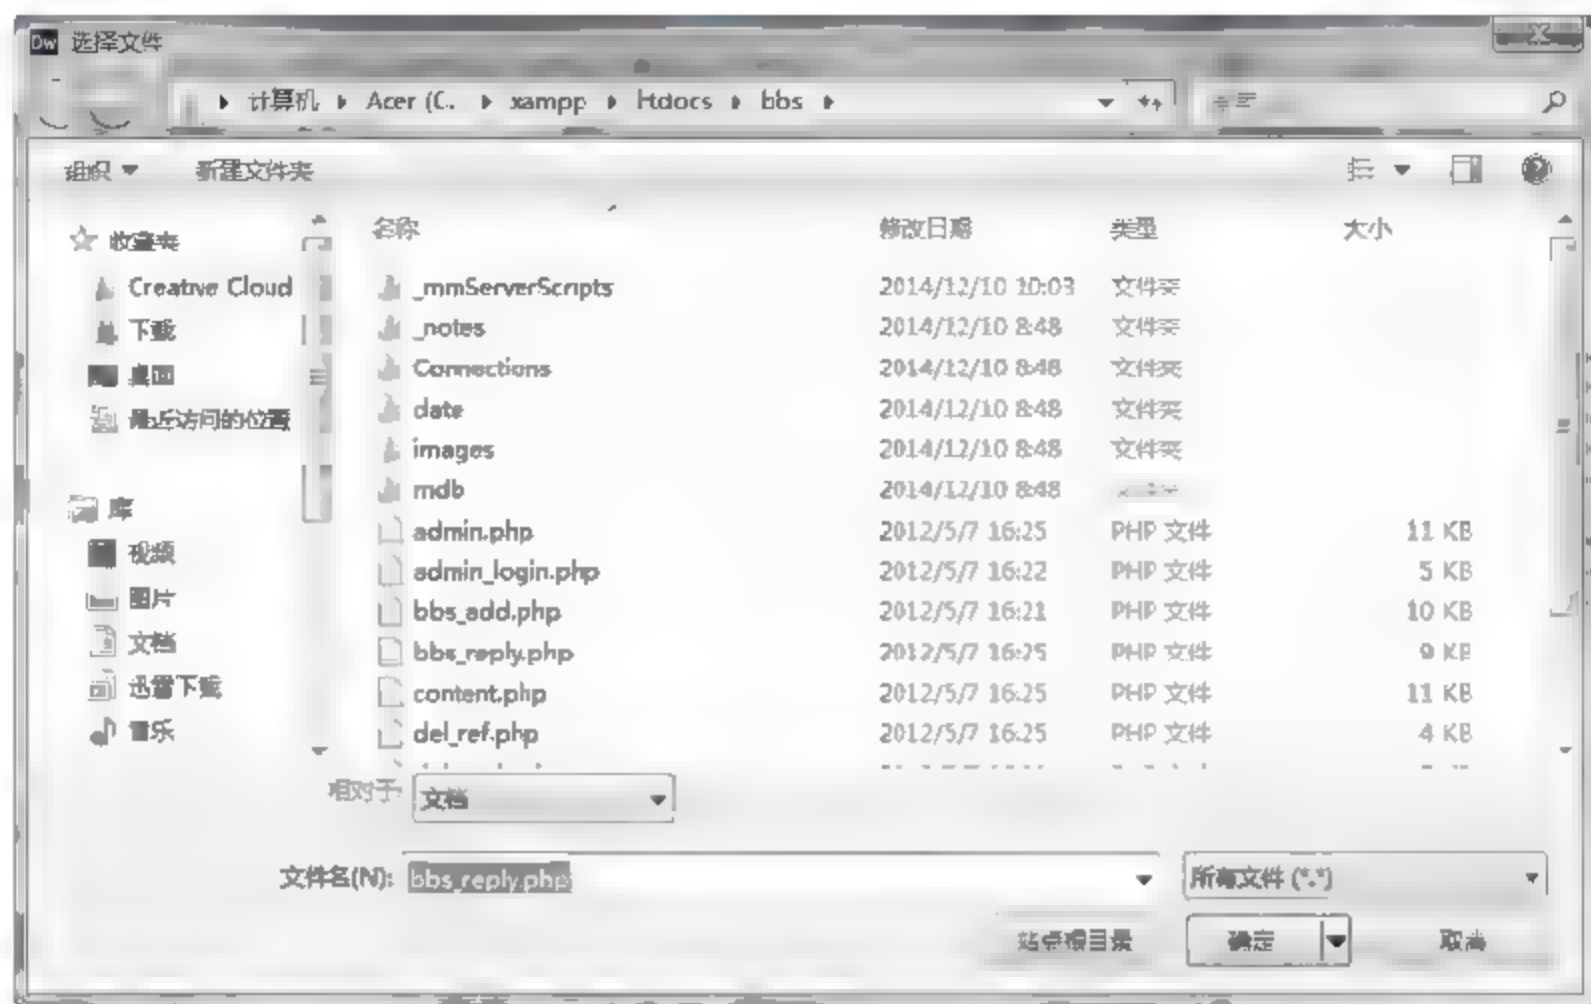 Dw 选择文件
计算机 Acer (C. xampp Htdocs bbs
组织 新建文件夹
名称 修改日期 类型 大小
收藏夹
Creative Cloud
下载
桌面
最近访问的位置
库
视频
图片
文档
迅雷下载
音乐
_mmServerScripts 2014/12/10 10:03 文件夹
_notes 2014/12/10 8:48 文件夹
Connections 2014/12/10 8:48 文件夹
date 2014/12/10 8:48 文件夹
images 2014/12/10 8:48 文件夹
mdb 2014/12/10 8:48
admin.php 2012/5/7 16:25 PHP 文件 11 KB
admin_login.php 2012/5/7 16:22 PHP 文件 5 KB
bbs_add.php 2012/5/7 16:21 PHP 文件 10 KB
bbs_reply.php 2012/5/7 16:25 PHP 文件 9 KB
content.php 2012/5/7 16:25 PHP 文件 11 KB
del_ref.php 2012/5/7 16:25 PHP 文件 4 KB
相对于: 文档
文件名(N): bbs_reply.php 所有文件 (*.*)
站点根目录 确定 取消